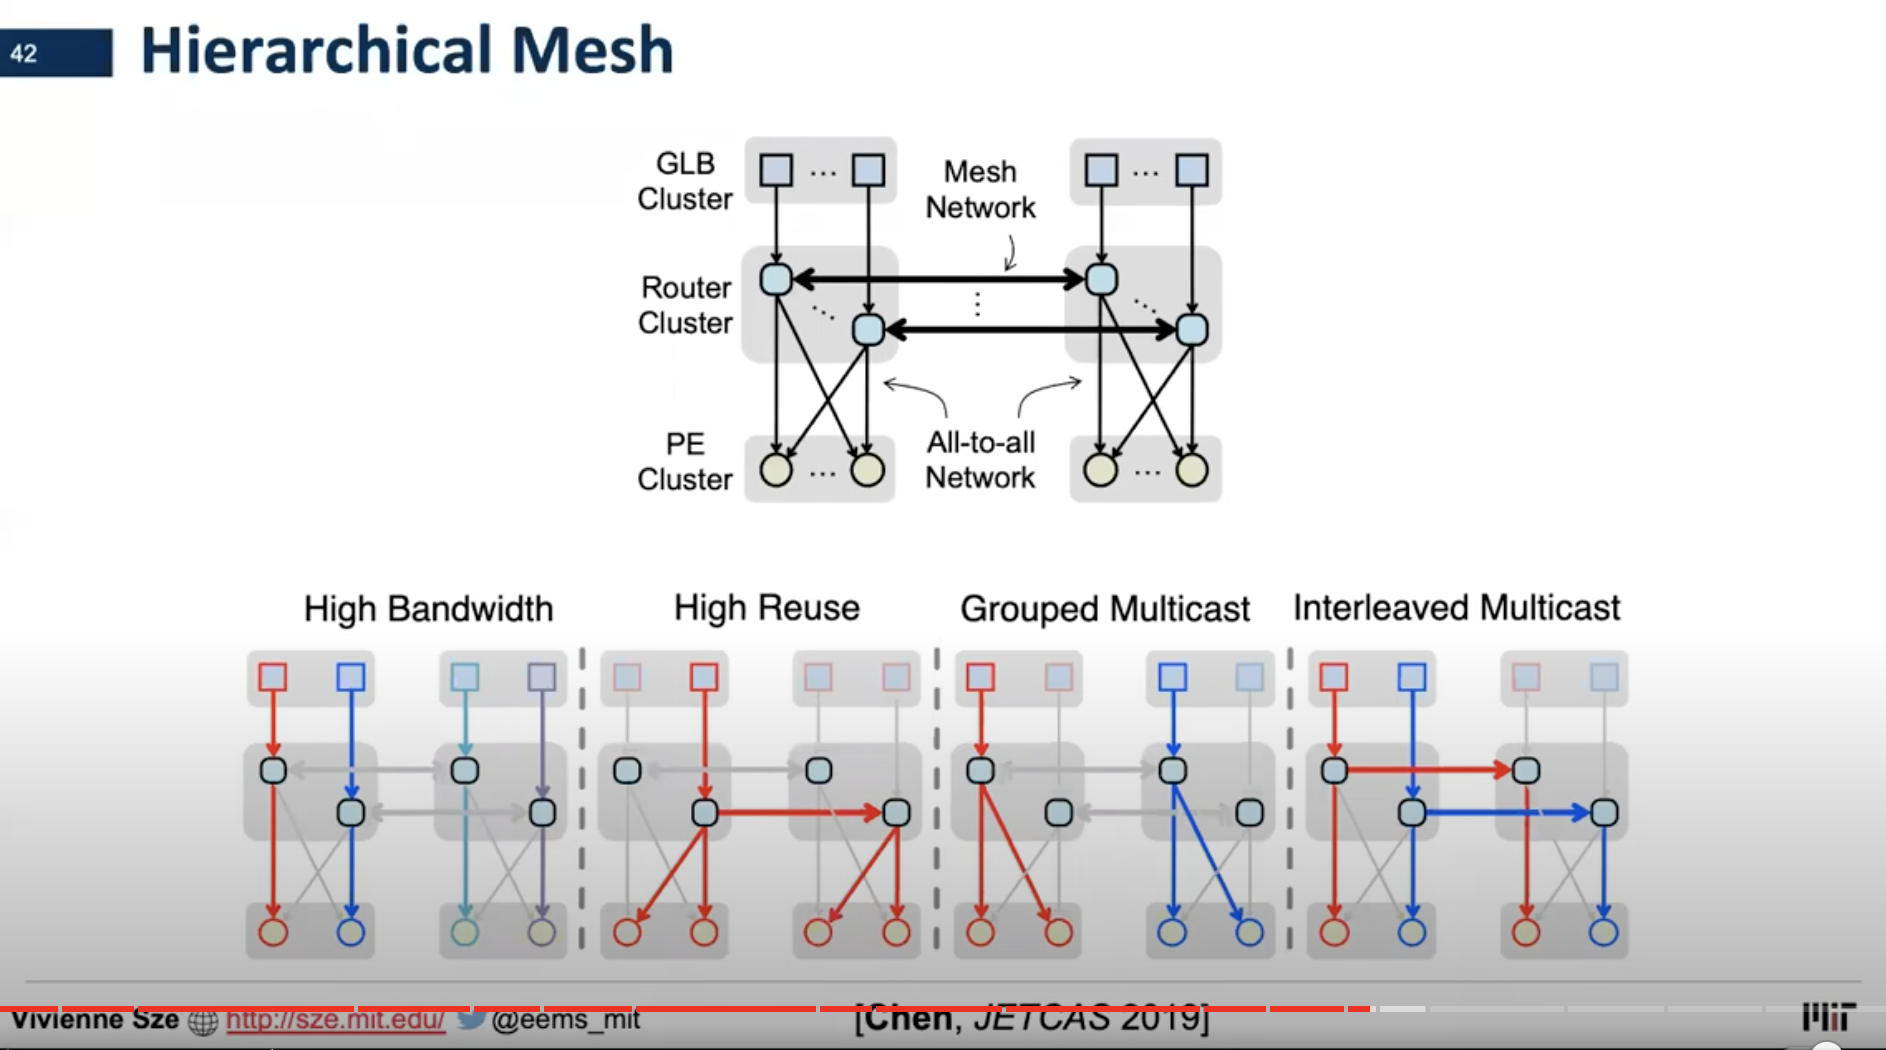 42
Hierarchical Mesh
GLB
Cluster
Mesh
Network
Router
Cluster
PE
Cluster
All-to-all
Network
High Bandwidth
High Reuse
Grouped Multicast
Interleaved Multicast
Vivienne Sze http://sze.mit.edu/ @eems_mit
[Chen, JETCAS 2019]
MIT